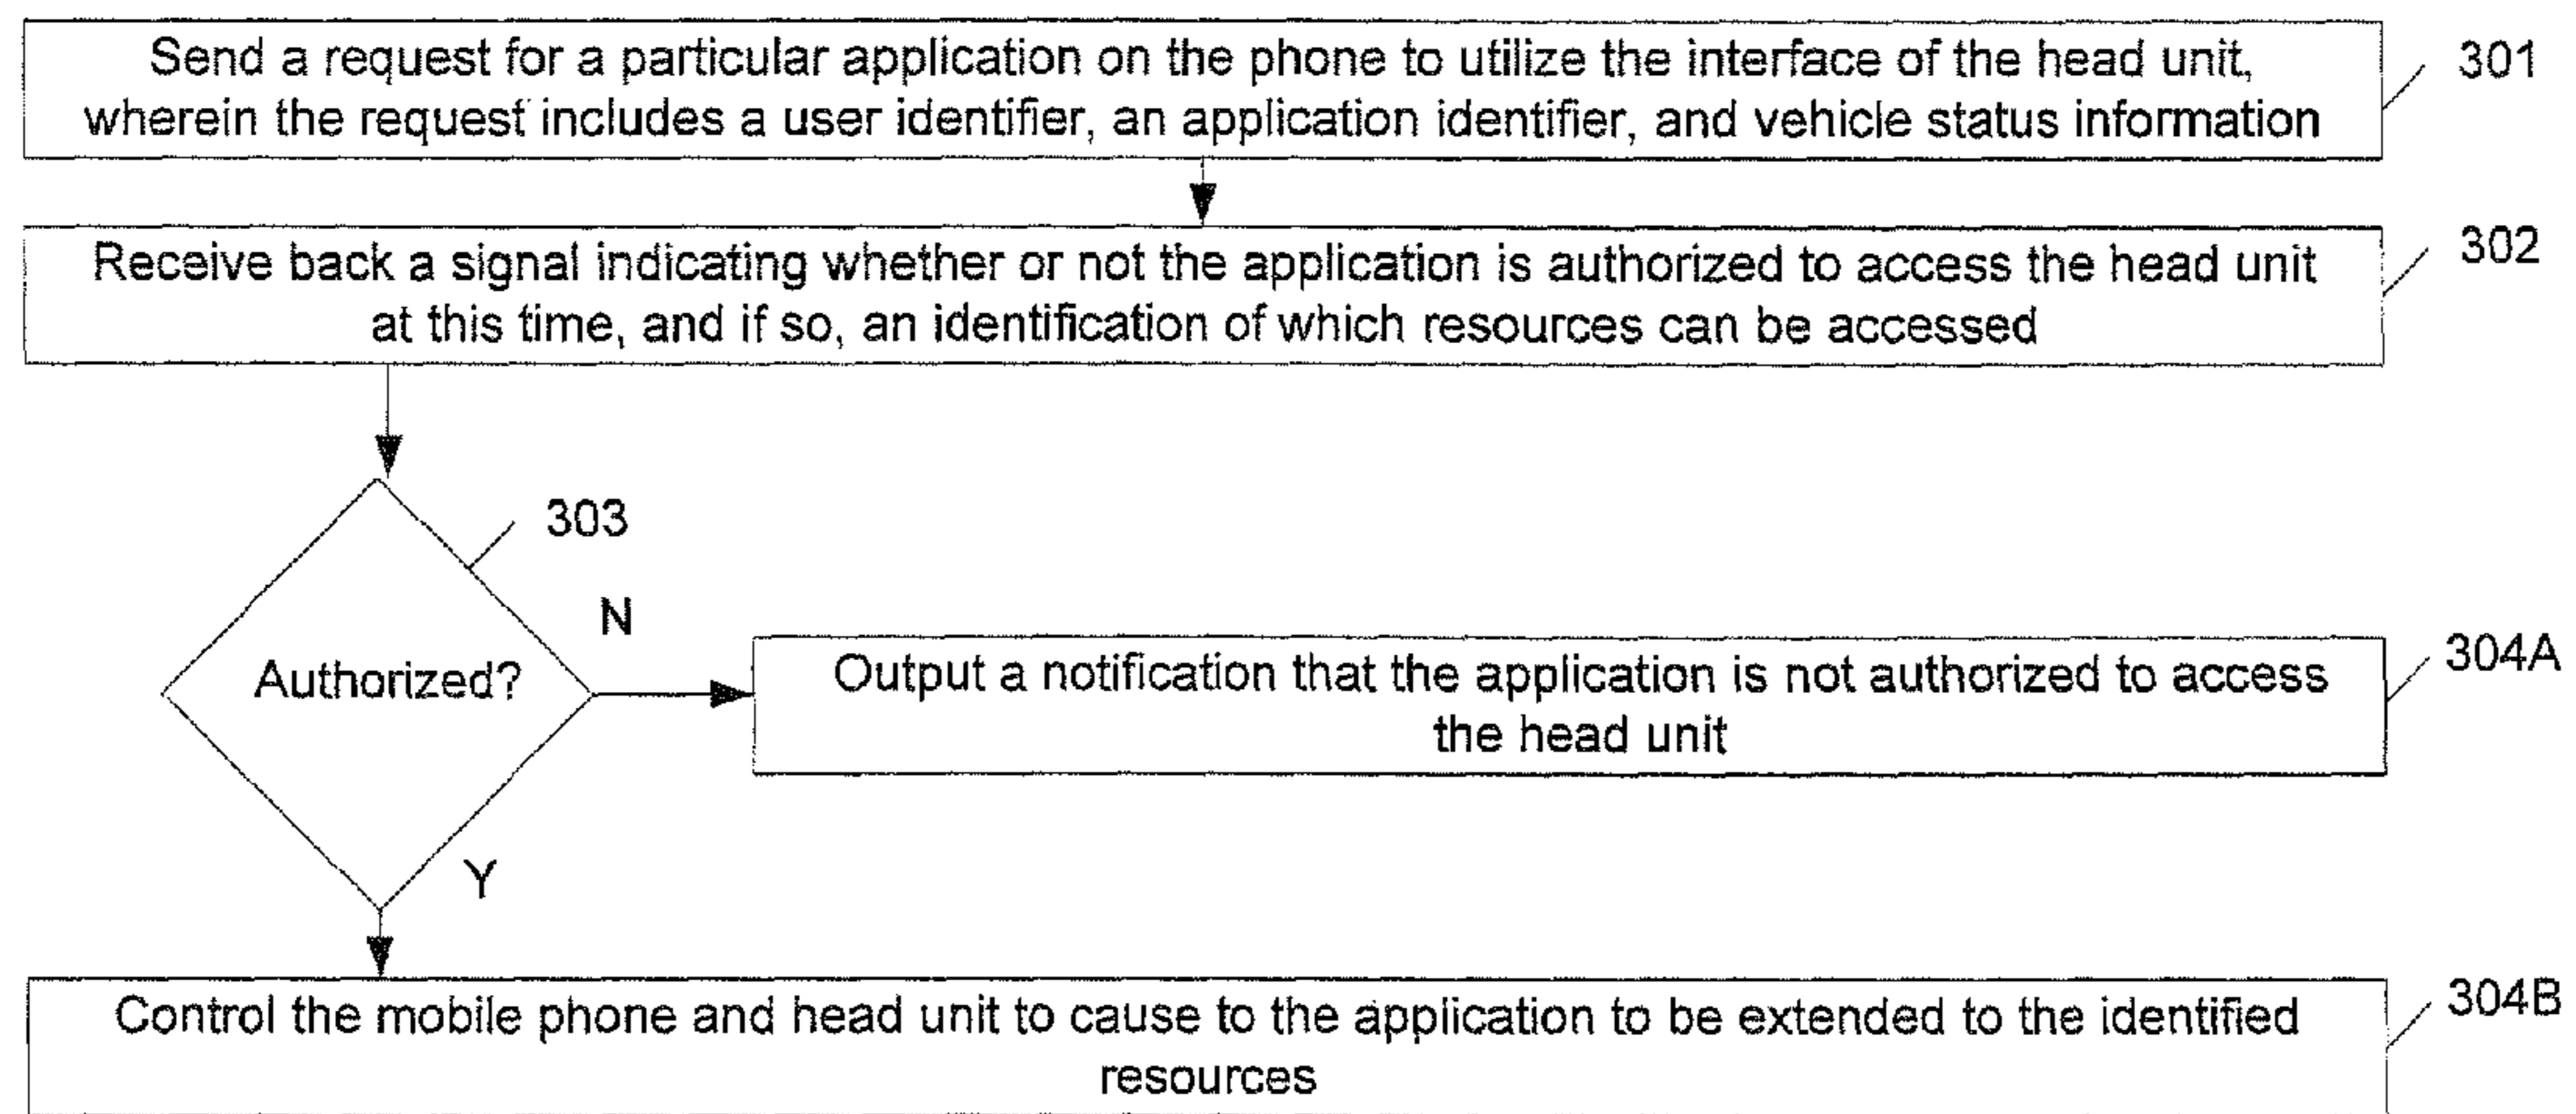 Send a request for a particular application on the phone to utilize the interface of the head unit,
wherein the request includes a user identifier, an application identifier, and vehicle status information
301
Receive back a signal indicating whether or not the application is authorized to access the head unit
at this time, and if so, an identification of which resources can be accessed
302
303
Authorized?
N
Output a notification that the application is not authorized to access
the head unit
304A
Y
Control the mobile phone and head unit to cause to the application to be extended to the identified
resources
304B